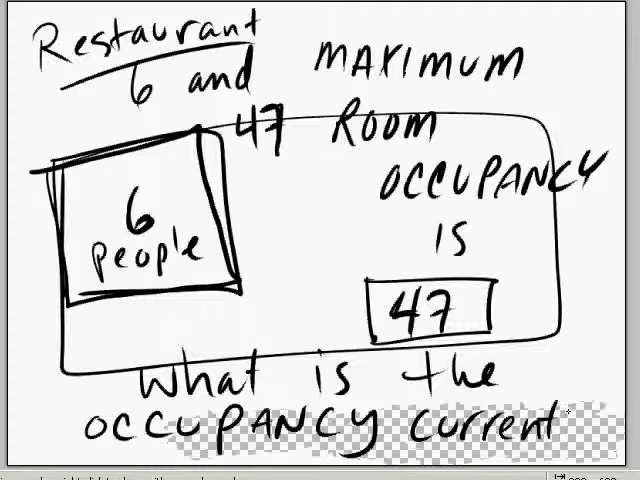 Restaurant
6 and 47
MAXIMUM
ROOM
OCCUPANCY
IS
47
6
people
What is the
OCCUPANCY current